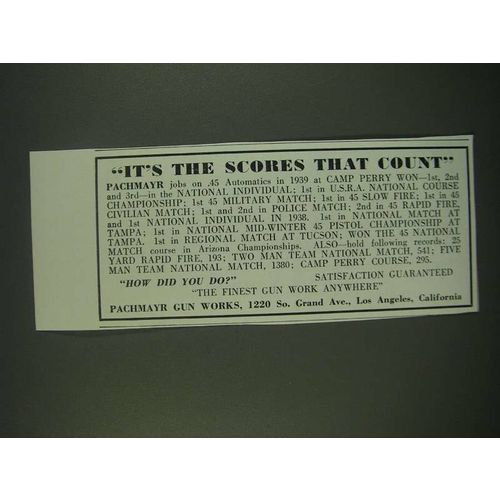 "IT'S THE SCORES THAT COUNT"
PACHMAYR jobs on .45 Automatics in 1939 at CAMP PERRY WON—1st, 2nd
and 3rd—in the NATIONAL INDIVIDUAL; 1st in U.S.R.A. NATIONAL COURSE
CHAMPIONSHIP; 1st 45 MILITARY MATCH; 1st in 45 SLOW FIRE; 1st in 45
CIVILIAN MATCH; 1st and 2nd in POLICE MATCH; 2nd in 45 RAPID FIRE,
and 1st NATIONAL INDIVIDUAL IN 1938. 1st in NATIONAL MATCH at
TAMPA. 1st in NATIONAL MID-WINTER 45 PISTOL CHAMPIONSHIP AT
TAMPA. 1st in REGIONAL MATCH AT TUCSON; WON THE 45 NATIONAL
MATCH course in Arizona Championships. ALSO—hold following records: 25
YARD RAPID FIRE, 193; TWO MAN TEAM NATIONAL MATCH, 541; FIVE
MAN TEAM NATIONAL MATCH, 1380; CAMP PERRY COURSE, 295.
"HOW DID YOU DO?" SATISFACTION GUARANTEED
"THE FINEST GUN WORK ANYWHERE"
PACHMAYR GUN WORKS, 1220 So. Grand Ave., Los Angeles, California